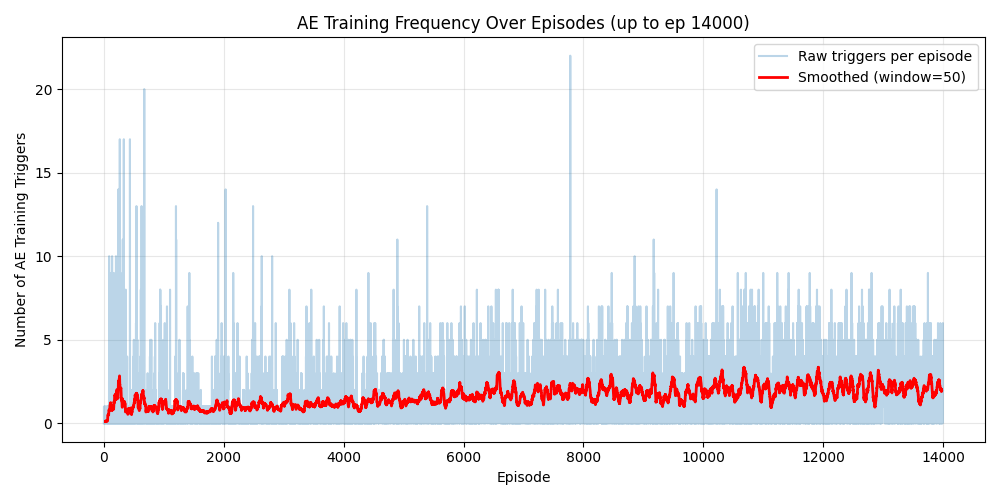 AE Training Frequency Over Episodes (up to ep 14000)
Raw triggers per episode
Smoothed (window=50)
Number of AE Training Triggers
20
15
10
5
0
0 2000 4000 6000 8000 10000 12000 14000
Episode